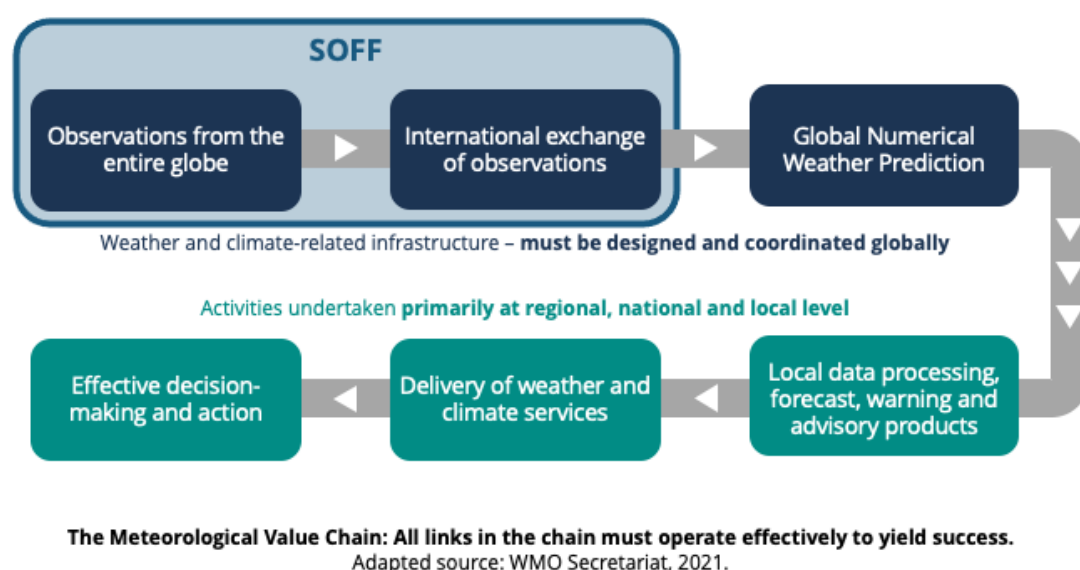 SOFF
Observations from the
entire globe
International exchange
of observations
Global Numerical
Weather Prediction
Weather and climate-related infrastructure – must be designed and coordinated globally
Activities undertaken primarily at regional, national and local level
Effective decision-
making and action
Delivery of weather and
climate services
Local data processing,
forecast, warning and
advisory products
The Meteorological Value Chain: All links in the chain must operate effectively to yield success.
Adapted source: WMO Secretariat, 2021.